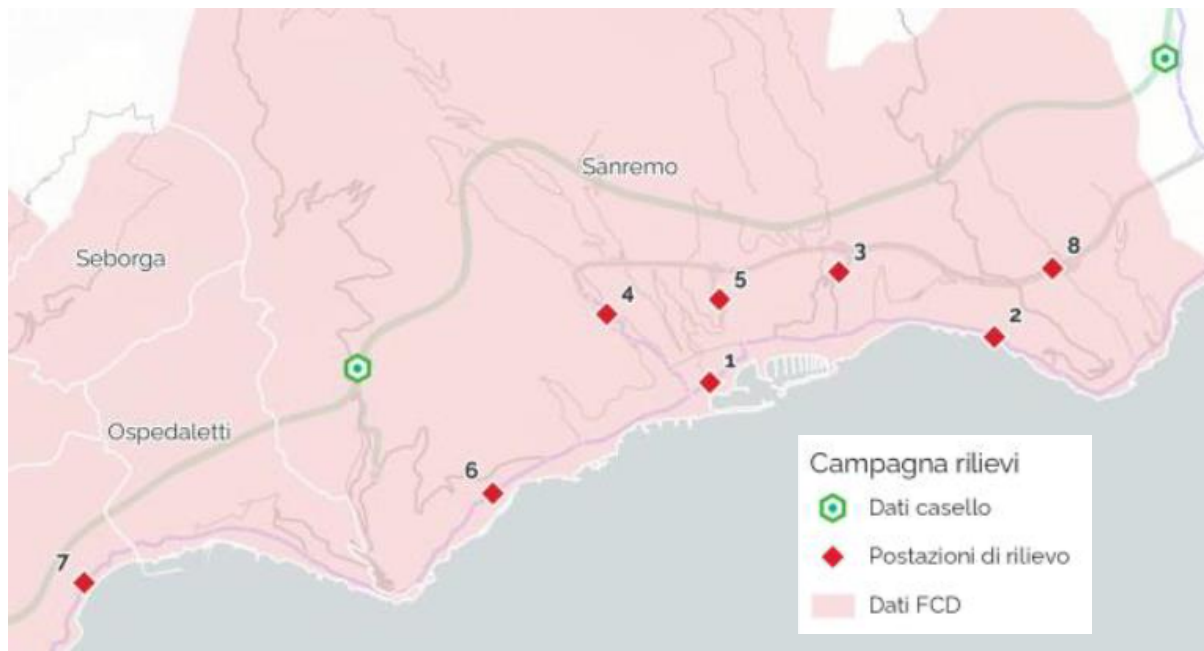 Sanremo
Seborga
3
8
5
4
2
1
Ospedaletti
6
7
Campagna rilievi
Dati casello
Postazioni di rilievo
Dati FCD